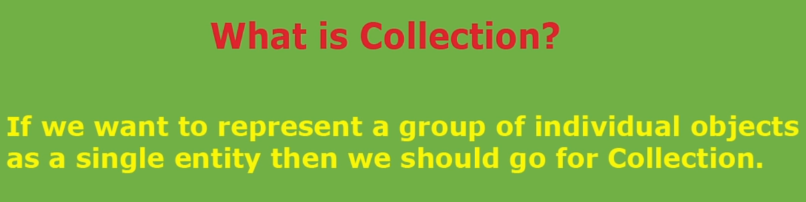 What is Collection?
If we want to represent a group of individual objects
as a single entity then we should go for Collection.